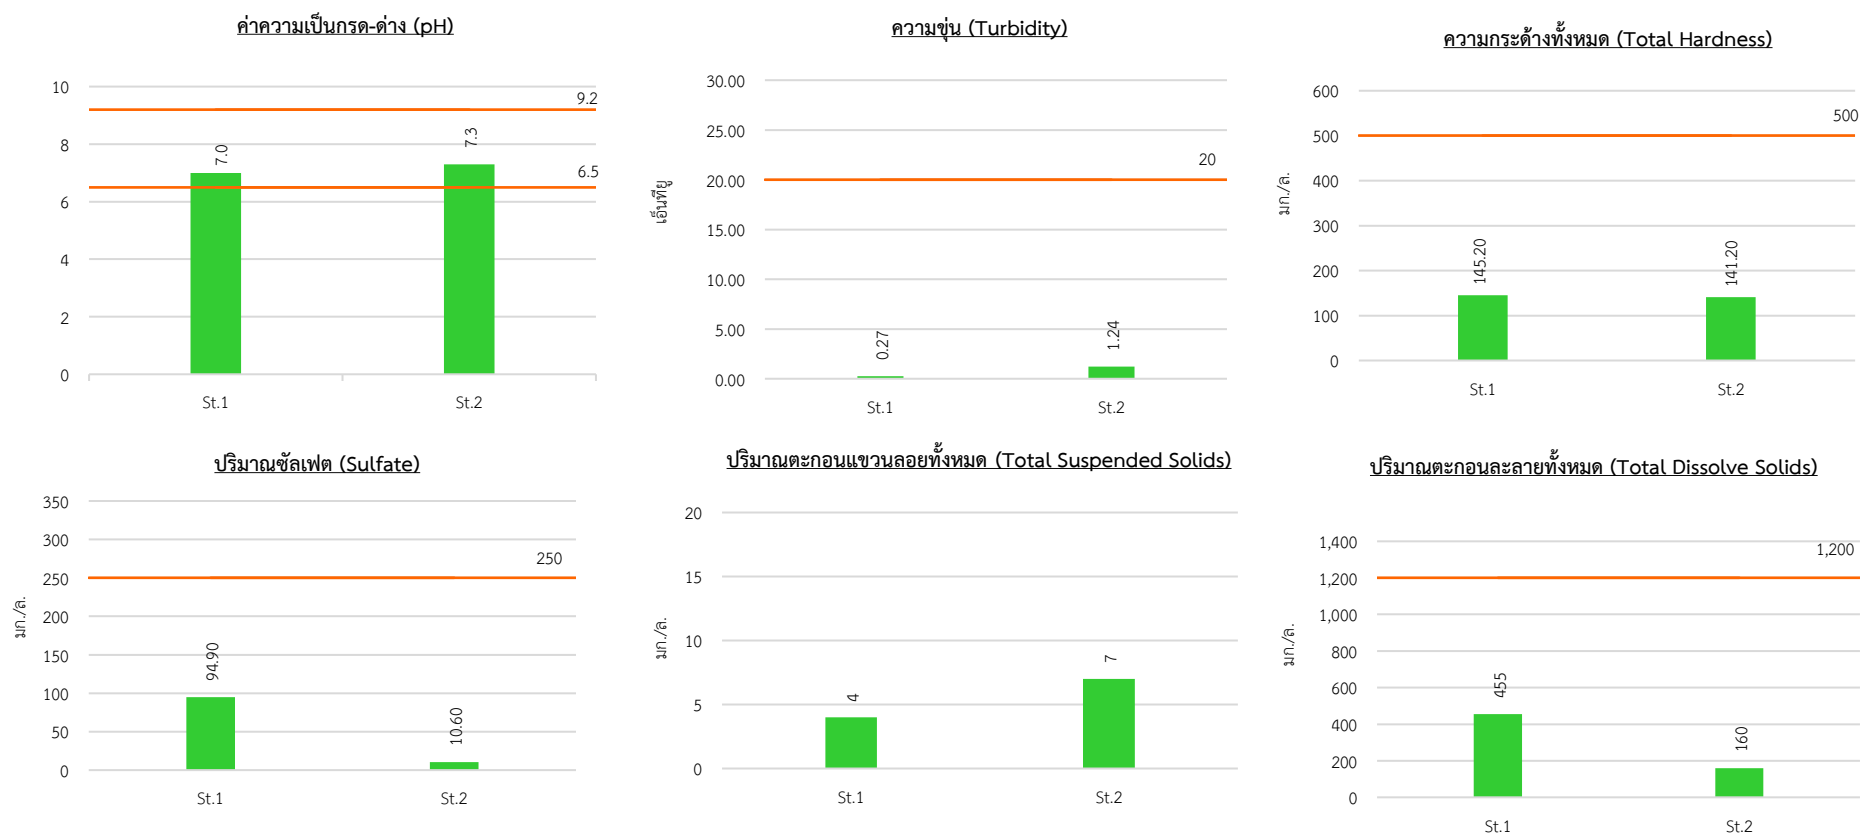 ค่าความเป็นกรด-ด่าง (pH)
10
8
6
4
2
0
9.2
6.5
7.0
7.3
St.1
St.2
ความขุ่น (Turbidity)
เอ็นทียู
30.00
25.00
20.00
15.00
10.00
5.00
0.00
20
0.27
1.24
St.1
St.2
ความกระด้างทั้งหมด (Total Hardness)
มก./ล.
600
500
400
300
200
100
0
500
145.20
141.20
St.1
St.2
ปริมาณซัลเฟต (Sulfate)
มก./ล.
350
300
250
200
150
100
50
0
250
94.90
10.60
St.1
St.2
ปริมาณตะกอนแขวนลอยทั้งหมด (Total Suspended Solids)
มก./ล.
20
15
10
5
0
4
7
St.1
St.2
ปริมาณตะกอนละลายทั้งหมด (Total Dissolve Solids)
มก./ล.
1,400
1,200
1,000
800
600
400
200
0
1,200
455
160
St.1
St.2